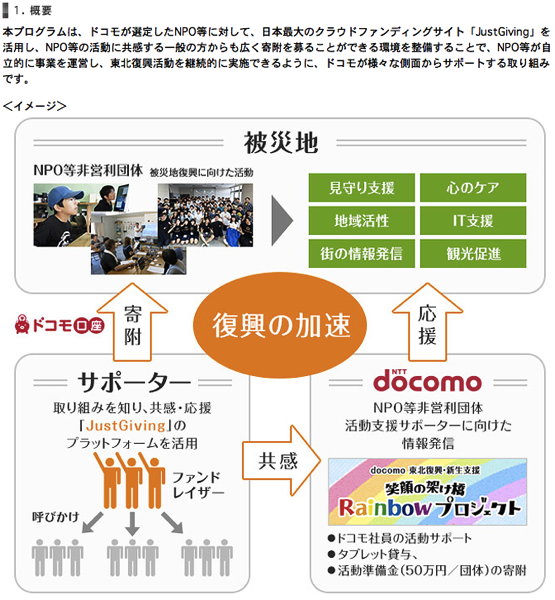 1. 概要
本プログラムは、ドコモが選定したNPO等に対して、日本最大のクラウドファンディングサイト「JustGiving」を
活用し、NPO等の活動に共感する一般の方からも広く寄附を募ることができる環境を整備することで、NPO等が自
立的に事業を運営し、東北復興活動を継続的に実施できるように、ドコモが様々な側面からサポートする取り組み
です。
＜イメージ＞
被災地
NPO等非営利団体 被災地復興に向けた活動
見守り支援
心のケア
地域活性
IT支援
街の情報発信
観光促進
寄附
ドコモ口座
復興の加速
応援
サポーター
取り組みを知り、共感・応援
「JustGiving」の
プラットフォームを活用
ファンド
レイザー
呼びかけ
共感
NTT
docomo
NPO等非営利団体
活動支援サポーターに向けた
情報発信
docomo 東北復興・新生支援
笑顔の架け橋
Rainbowプロジェクト
●ドコモ社員の活動サポート
●タブレット貸与、
●活動準備金(50万円／団体)の寄附